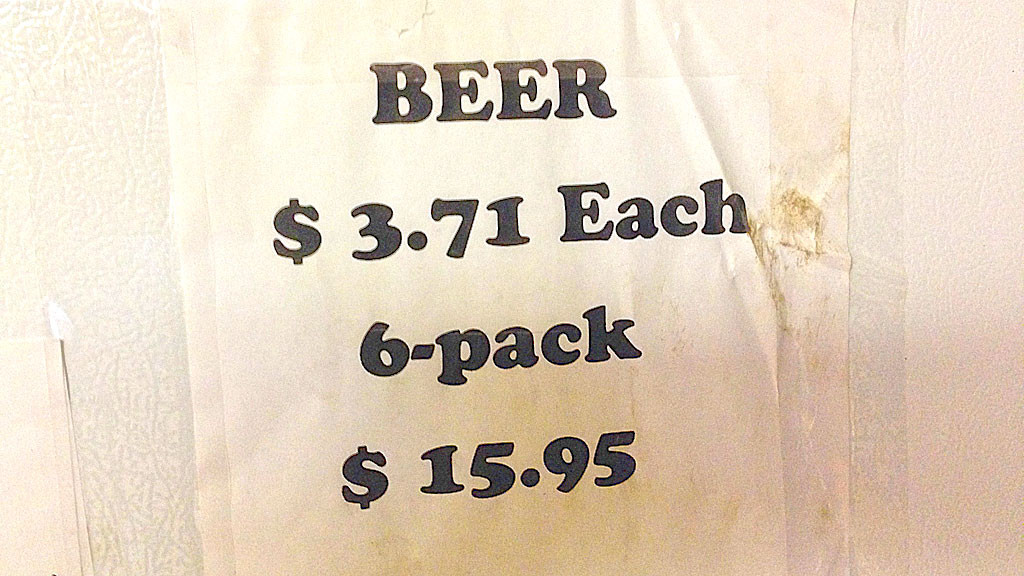 BEER
$ 3.71 Each
6-pack
$ 15.95